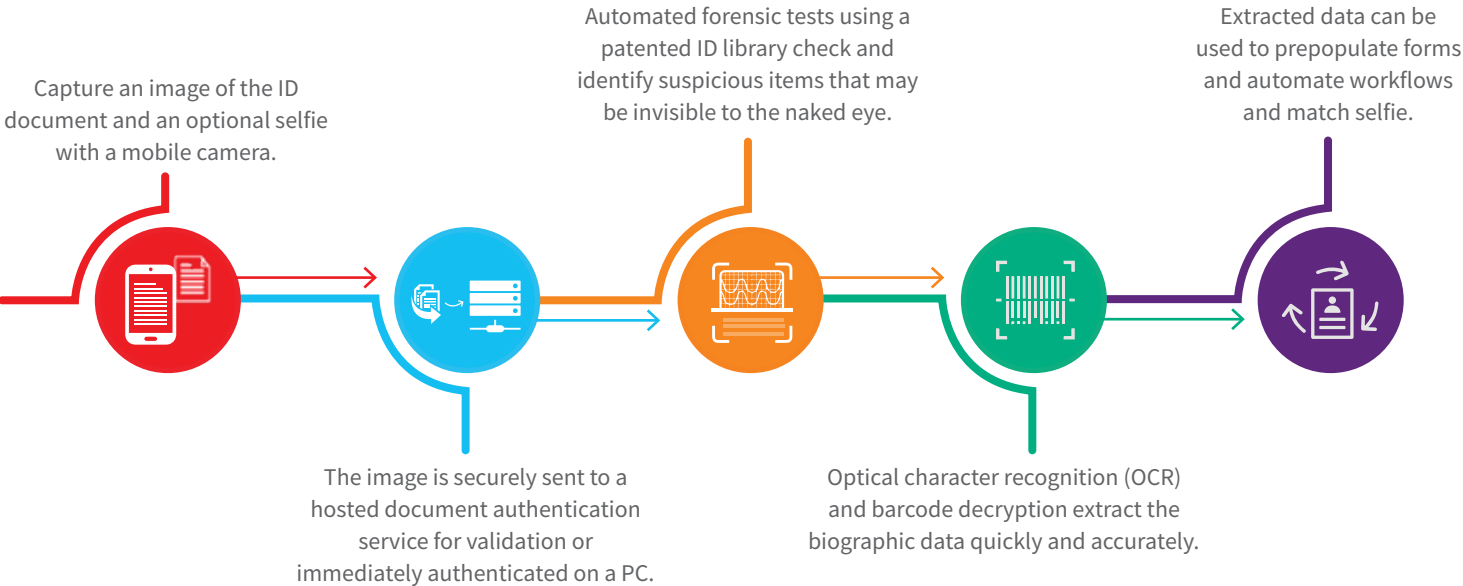 Capture an image of the ID
document and an optional selfie
with a mobile camera.
The image is securely sent to a
hosted document authentication
service for validation or
immediately authenticated on a PC.
Automated forensic tests using a
patented ID library check and
identify suspicious items that may
be invisible to the naked eye.
Optical character recognition (OCR)
and barcode decryption extract the
biographic data quickly and accurately.
Extracted data can be
used to prepopulate forms
and automate workflows
and match selfie.